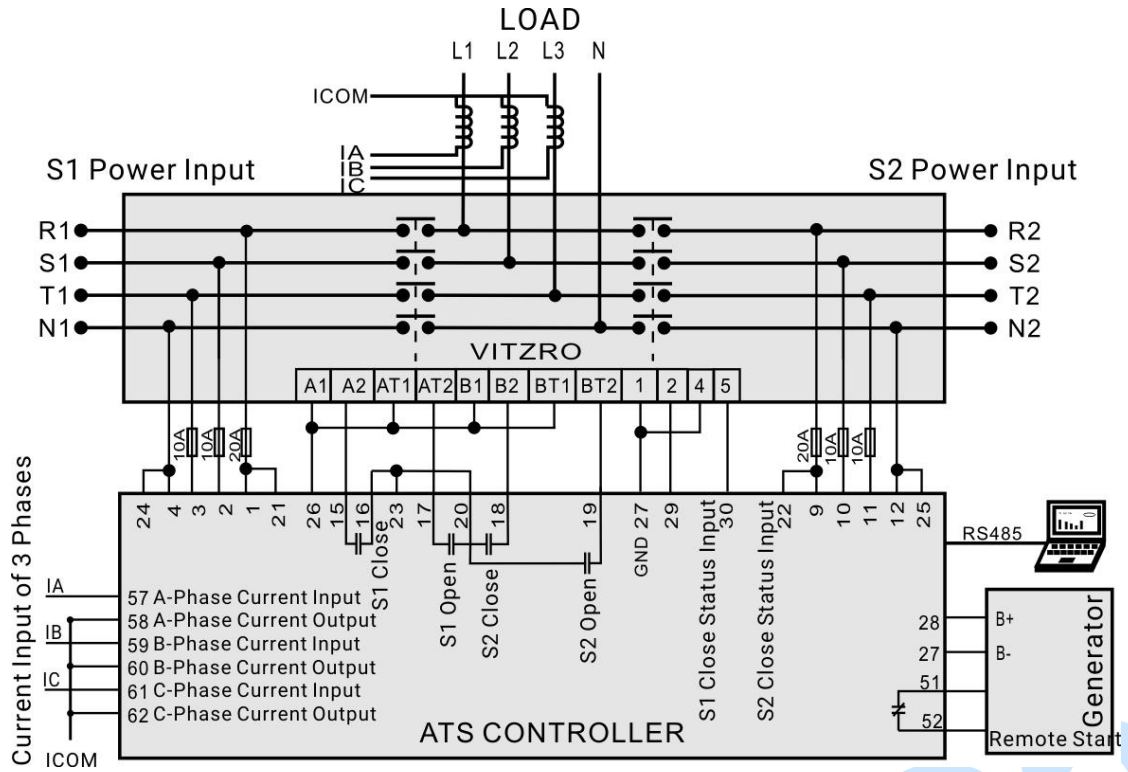 LOAD
L1 L2 L3 N
ICOM
IA
IB
IC
S1 Power Input
S2 Power Input
R1 R2
S1 S2
T1 T2
N1 N2
VITZRO
A1 A2 AT1 AT2 B1 B2 BT1 BT2 1 2 4 5
10A 10A 20A 20A 10A 10A
24 4 3 2 1 21 26 15 16 23 17 20 18 19 GND 27 29 30 22 9 10 11 12 25
S1 Close
S1 Open
S2 Close
S2 Open
S1 Close Status Input
S2 Close Status Input
RS485
Current Input of 3 Phases
IA
57 A-Phase Current Input
58 A-Phase Current Output
IB
59 B-Phase Current Input
60 B-Phase Current Output
IC
61 C-Phase Current Input
62 C-Phase Current Output
ICOM
ATS CONTROLLER
28 B+
27 B-
51
52
Generator
Remote Start